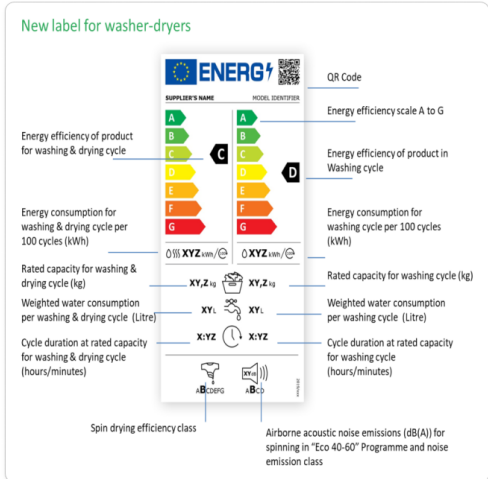 New label for washer-dryers
ENERG
QR Code
SUPPLIER'S NAME MODEL IDENTIFIER
Energy efficiency scale A to G
A A
B B
Energy efficiency of product
for washing & drying cycle
C C C
Energy efficiency of product in
Washing cycle
D D D
E E
F F
G G
Energy consumption for
washing & drying cycle per
100 cycles (kWh)
Energy consumption for
washing cycle per 100 cycles
(kWh)
XYZ kWh/ XYZ kWh/
Rated capacity for washing &
drying cycle (kg)
XY,Z kg XY,Z kg
Rated capacity for washing cycle (kg)
Weighted water consumption
per washing & drying cycle (Litre)
XY L XY L
Weighted water consumption
per washing cycle (Litre)
Cycle duration at rated capacity
for washing & drying cycle
(hours/minutes)
X:YZ X:YZ
Cycle duration at rated capacity
for washing cycle
(hours/minutes)
XY dB
ABCDEFG ABCD
Spin drying efficiency class
Airborne acoustic noise emissions (dB(A)) for
spinning in "Eco 40-60" Programme and noise
emission class